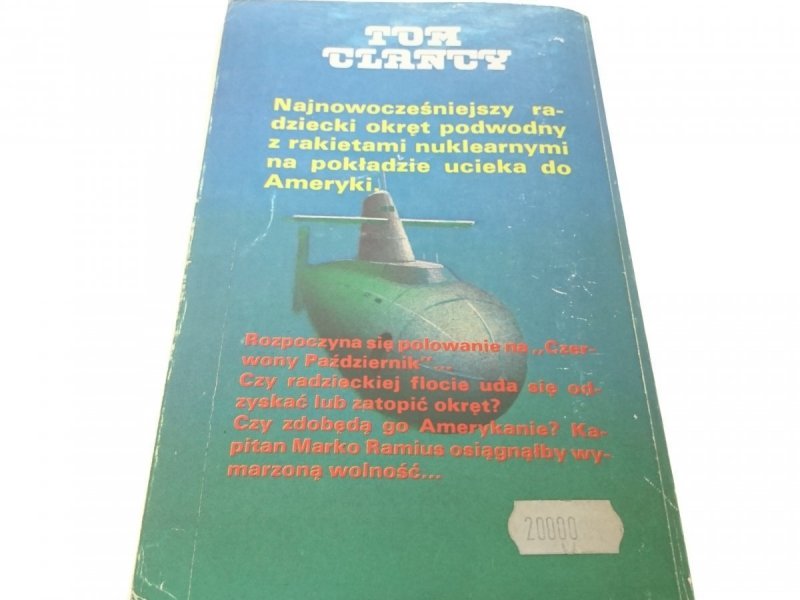 TOM
CLANCY
Najnowocześniejszy ra-
dziecki okręt podwodny
z rakietami nuklearnymi
na pokładzie ucieka do
Ameryki.
Rozpoczyna się polowanie na „Czer-
wony Październik"...
Czy radzieckiej flocie uda się od-
zyskać lub zatopić okręt?
Czy zdobędą go Amerykanie? Ka-
pitan Marko Ramius osiągnąłby wy-
marzoną wolność...
20000